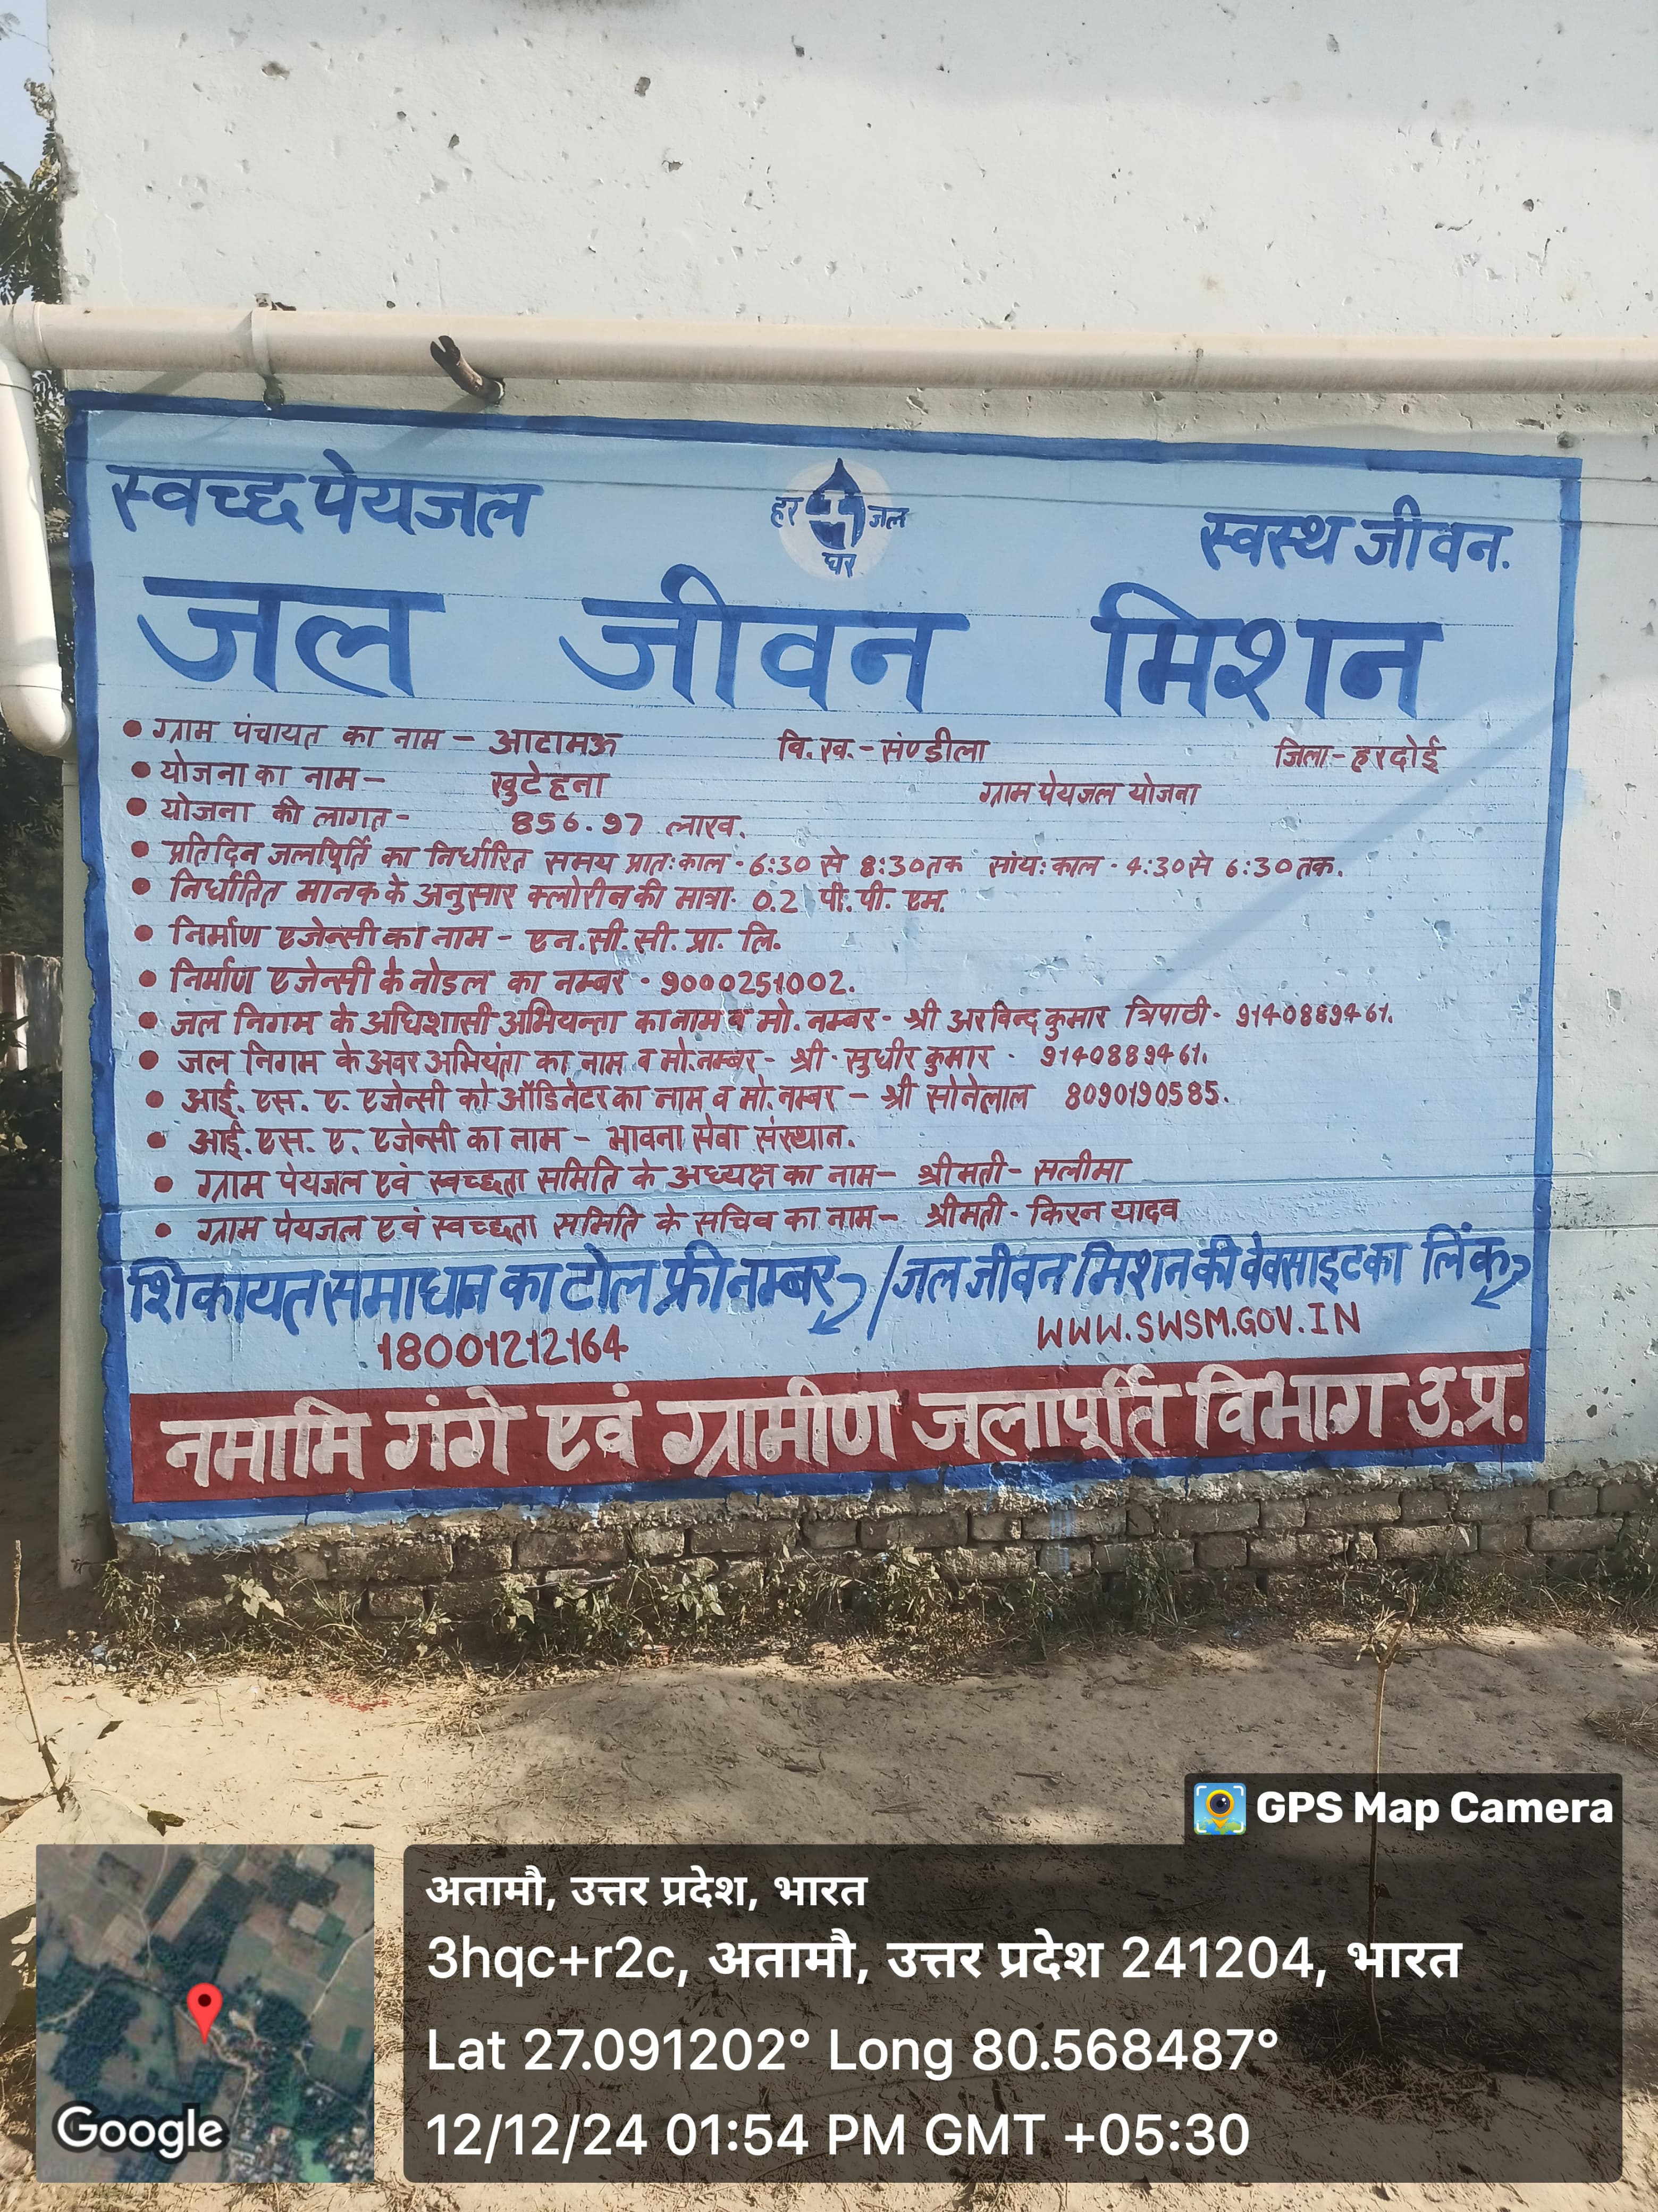 स्वच्छ पेयजल
हर जल
घर
स्वस्थ जीवन.
जल जीवन मिशन
• ग्राम पंचायत का नाम – आटामऊ वि.ख.– संण्डीला जिला– हरदोई
• योजना का नाम – खुटेहना ग्राम पेयजल योजना
• योजना की लागत - 856.97 लाख.
• प्रतिदिन जलपूिर्ति का निर्धारित समय प्रात:काल - 6:30 से 8:30 तक सांय:काल - 4:30 से 6:30 तक.
• निर्धातित मानक के अनुसार क्लोरीन की मात्रा- 0.2 पी. पी. एम.
• निर्माण एजेन्सी का नाम – एन. सी. सी. प्रा. लि.
• निर्माण एजेन्सी के नोडल का नम्बर - 9000251002.
• जल निगम के अधिशासी अभियन्ता का नाम व मो. नम्बर- श्री अरविन्द कुमार त्रिपाठी- 9140889461.
• जल निगम के अवर अभियंता का नाम व मो.नम्बर- श्री सुधीर कुमार - 9140889461.
• आई. एस. ए. एजेन्सी को ऑडिनेटर का नाम व मो. नम्बर – श्री सोनेलाल 8090190585.
• आई. एस. ए. एजेन्सी का नाम – भावना सेवा संस्थान.
• ग्राम पेयजल एवं स्वच्छता समिति के अध्यक्ष का नाम– श्रीमती- सलीमा
• ग्राम पेयजल एवं स्वच्छता समिति के सचिव का नाम– श्रीमती- किरन यादव
शिकायत समाधान का टोल फ्री नम्बर / जल जीवन मिशन की वेवसाइट का लिंक
18001212164 WWW.SWSM.GOV.IN
नमामि गंगे एवं ग्रामीण जलापूर्ति विभाग उ.प्र.
GPS Map Camera
अतामौ, उत्तर प्रदेश, भारत
3hqc+r2c, अतामौ, उत्तर प्रदेश 241204, भारत
Lat 27.091202° Long 80.568487°
12/12/24 01:54 PM GMT +05:30
Google